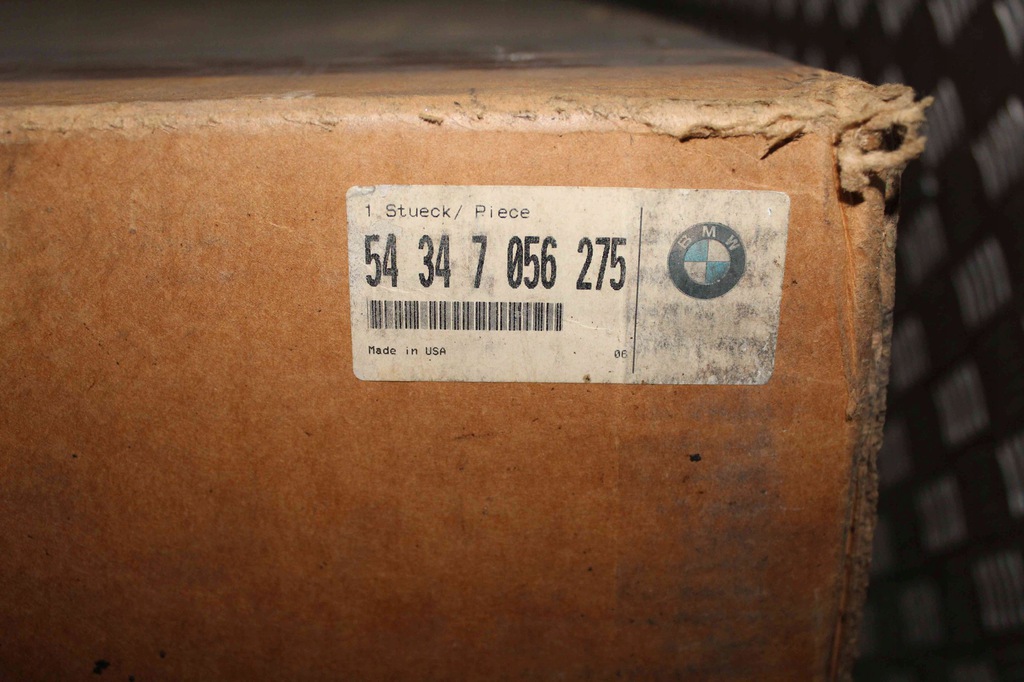 1 Stueck/ Piece
54 34 7 056 275
Made in USA
06
BMW